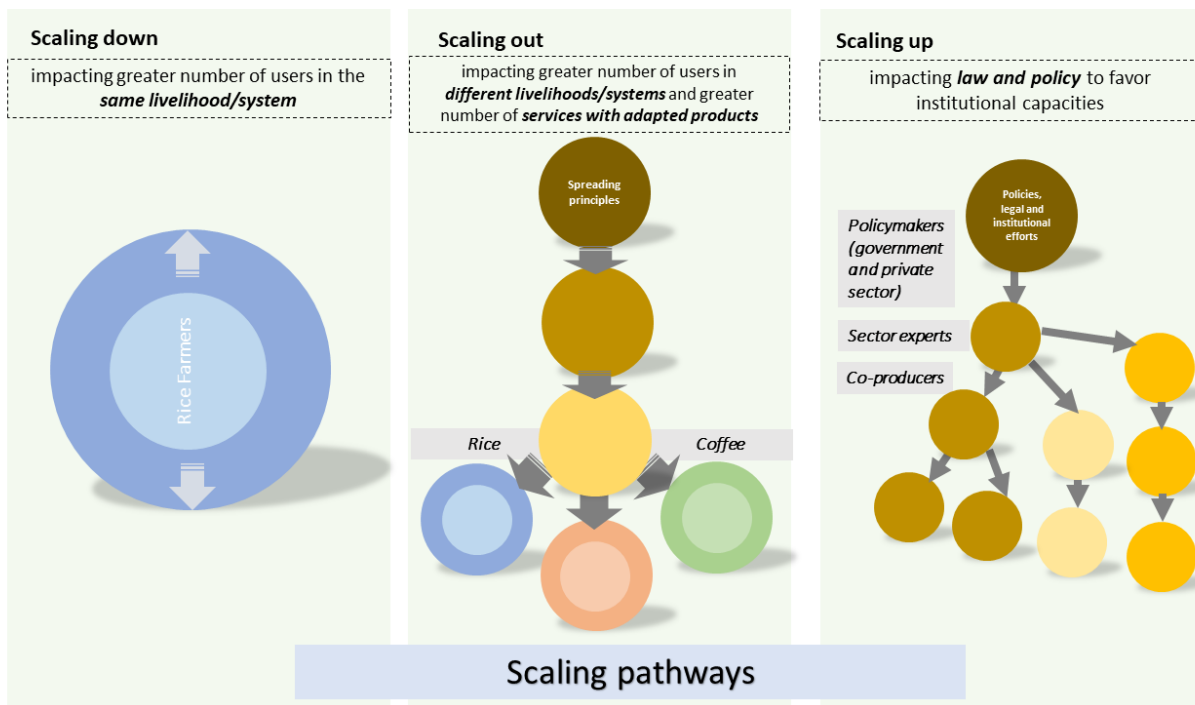 Scaling down
impacting greater number of users in the
same livelihood/system
Rice Farmers
Scaling out
impacting greater number of users in
different livelihoods/systems and greater
number of services with adapted products
Spreading
principles
Rice
Coffee
Scaling up
impacting law and policy to favor
institutional capacities
Policies,
legal and
institutional
efforts
Policymakers
(government
and private
sector)
Sector experts
Co-producers
Scaling pathways